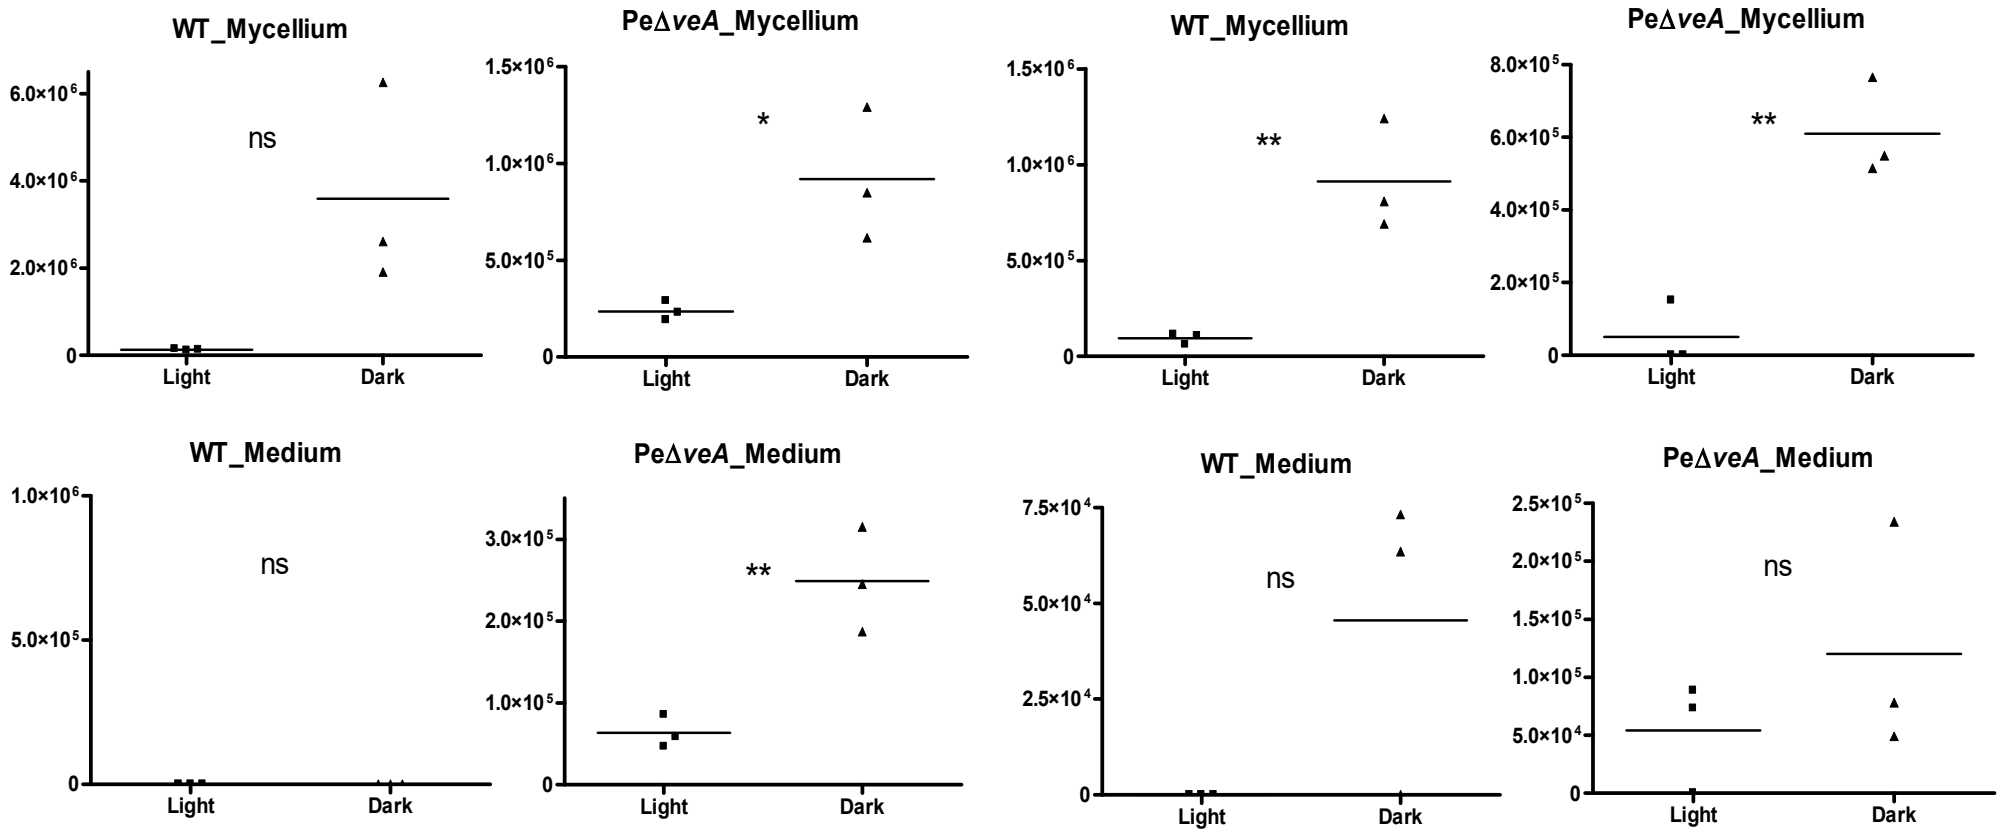 WT_Mycellium
6.0×10⁶
4.0×10⁶
2.0×10⁶
0
ns
Light
Dark
PeΔveA_Mycellium
1.5×10⁶
1.0×10⁶
5.0×10⁵
0
*
Light
Dark
WT_Mycellium
1.5×10⁶
1.0×10⁶
5.0×10⁵
0
**
Light
Dark
PeΔveA_Mycellium
8.0×10⁵
6.0×10⁵
4.0×10⁵
2.0×10⁵
0
**
Light
Dark
WT_Medium
1.0×10⁶
5.0×10⁵
0
ns
Light
Dark
PeΔveA_Medium
3.0×10⁵
2.0×10⁵
1.0×10⁵
0
**
Light
Dark
WT_Medium
7.5×10⁴
5.0×10⁴
2.5×10⁴
0
ns
Light
Dark
PeΔveA_Medium
2.5×10⁵
2.0×10⁵
1.5×10⁵
1.0×10⁵
5.0×10⁴
0
ns
Light
Dark